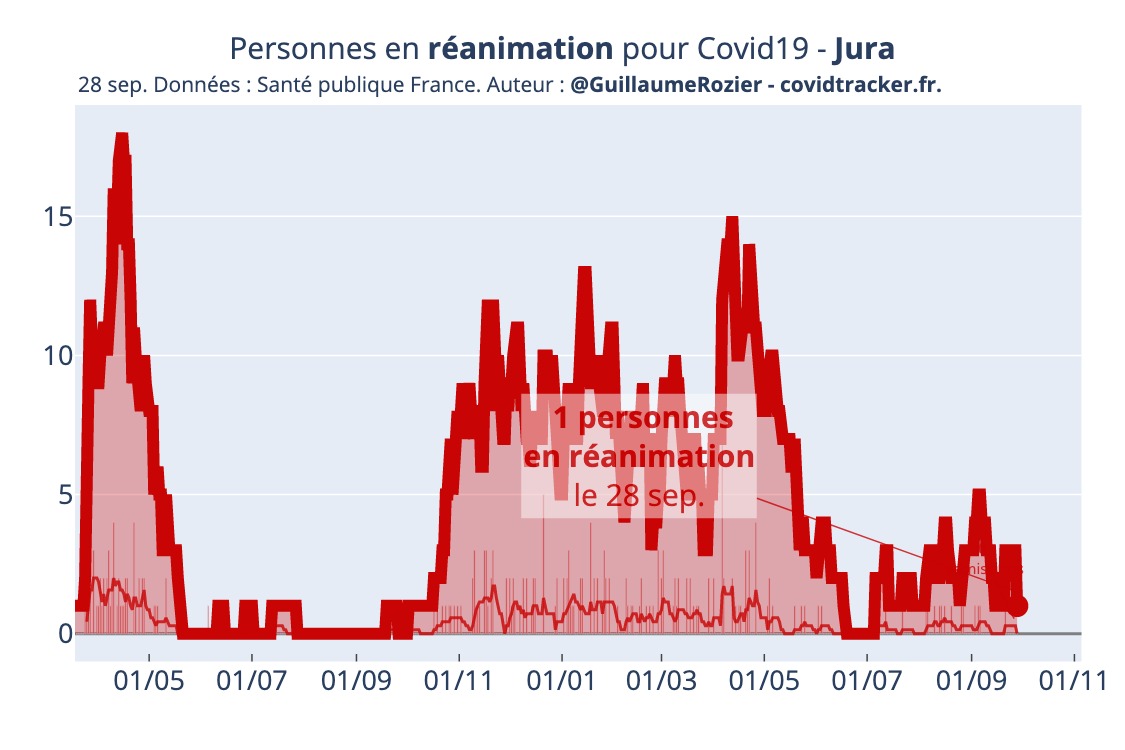 Personnes en réanimation pour Covid19 - Jura
28 sep. Données : Santé publique France. Auteur : @GuillaumeRozier - covidtracker.fr.
15
10
5
0
1 personnes
en réanimation
le 28 sep.
01/05 01/07 01/09 01/11 01/01 01/03 01/05 01/07 01/09 01/11